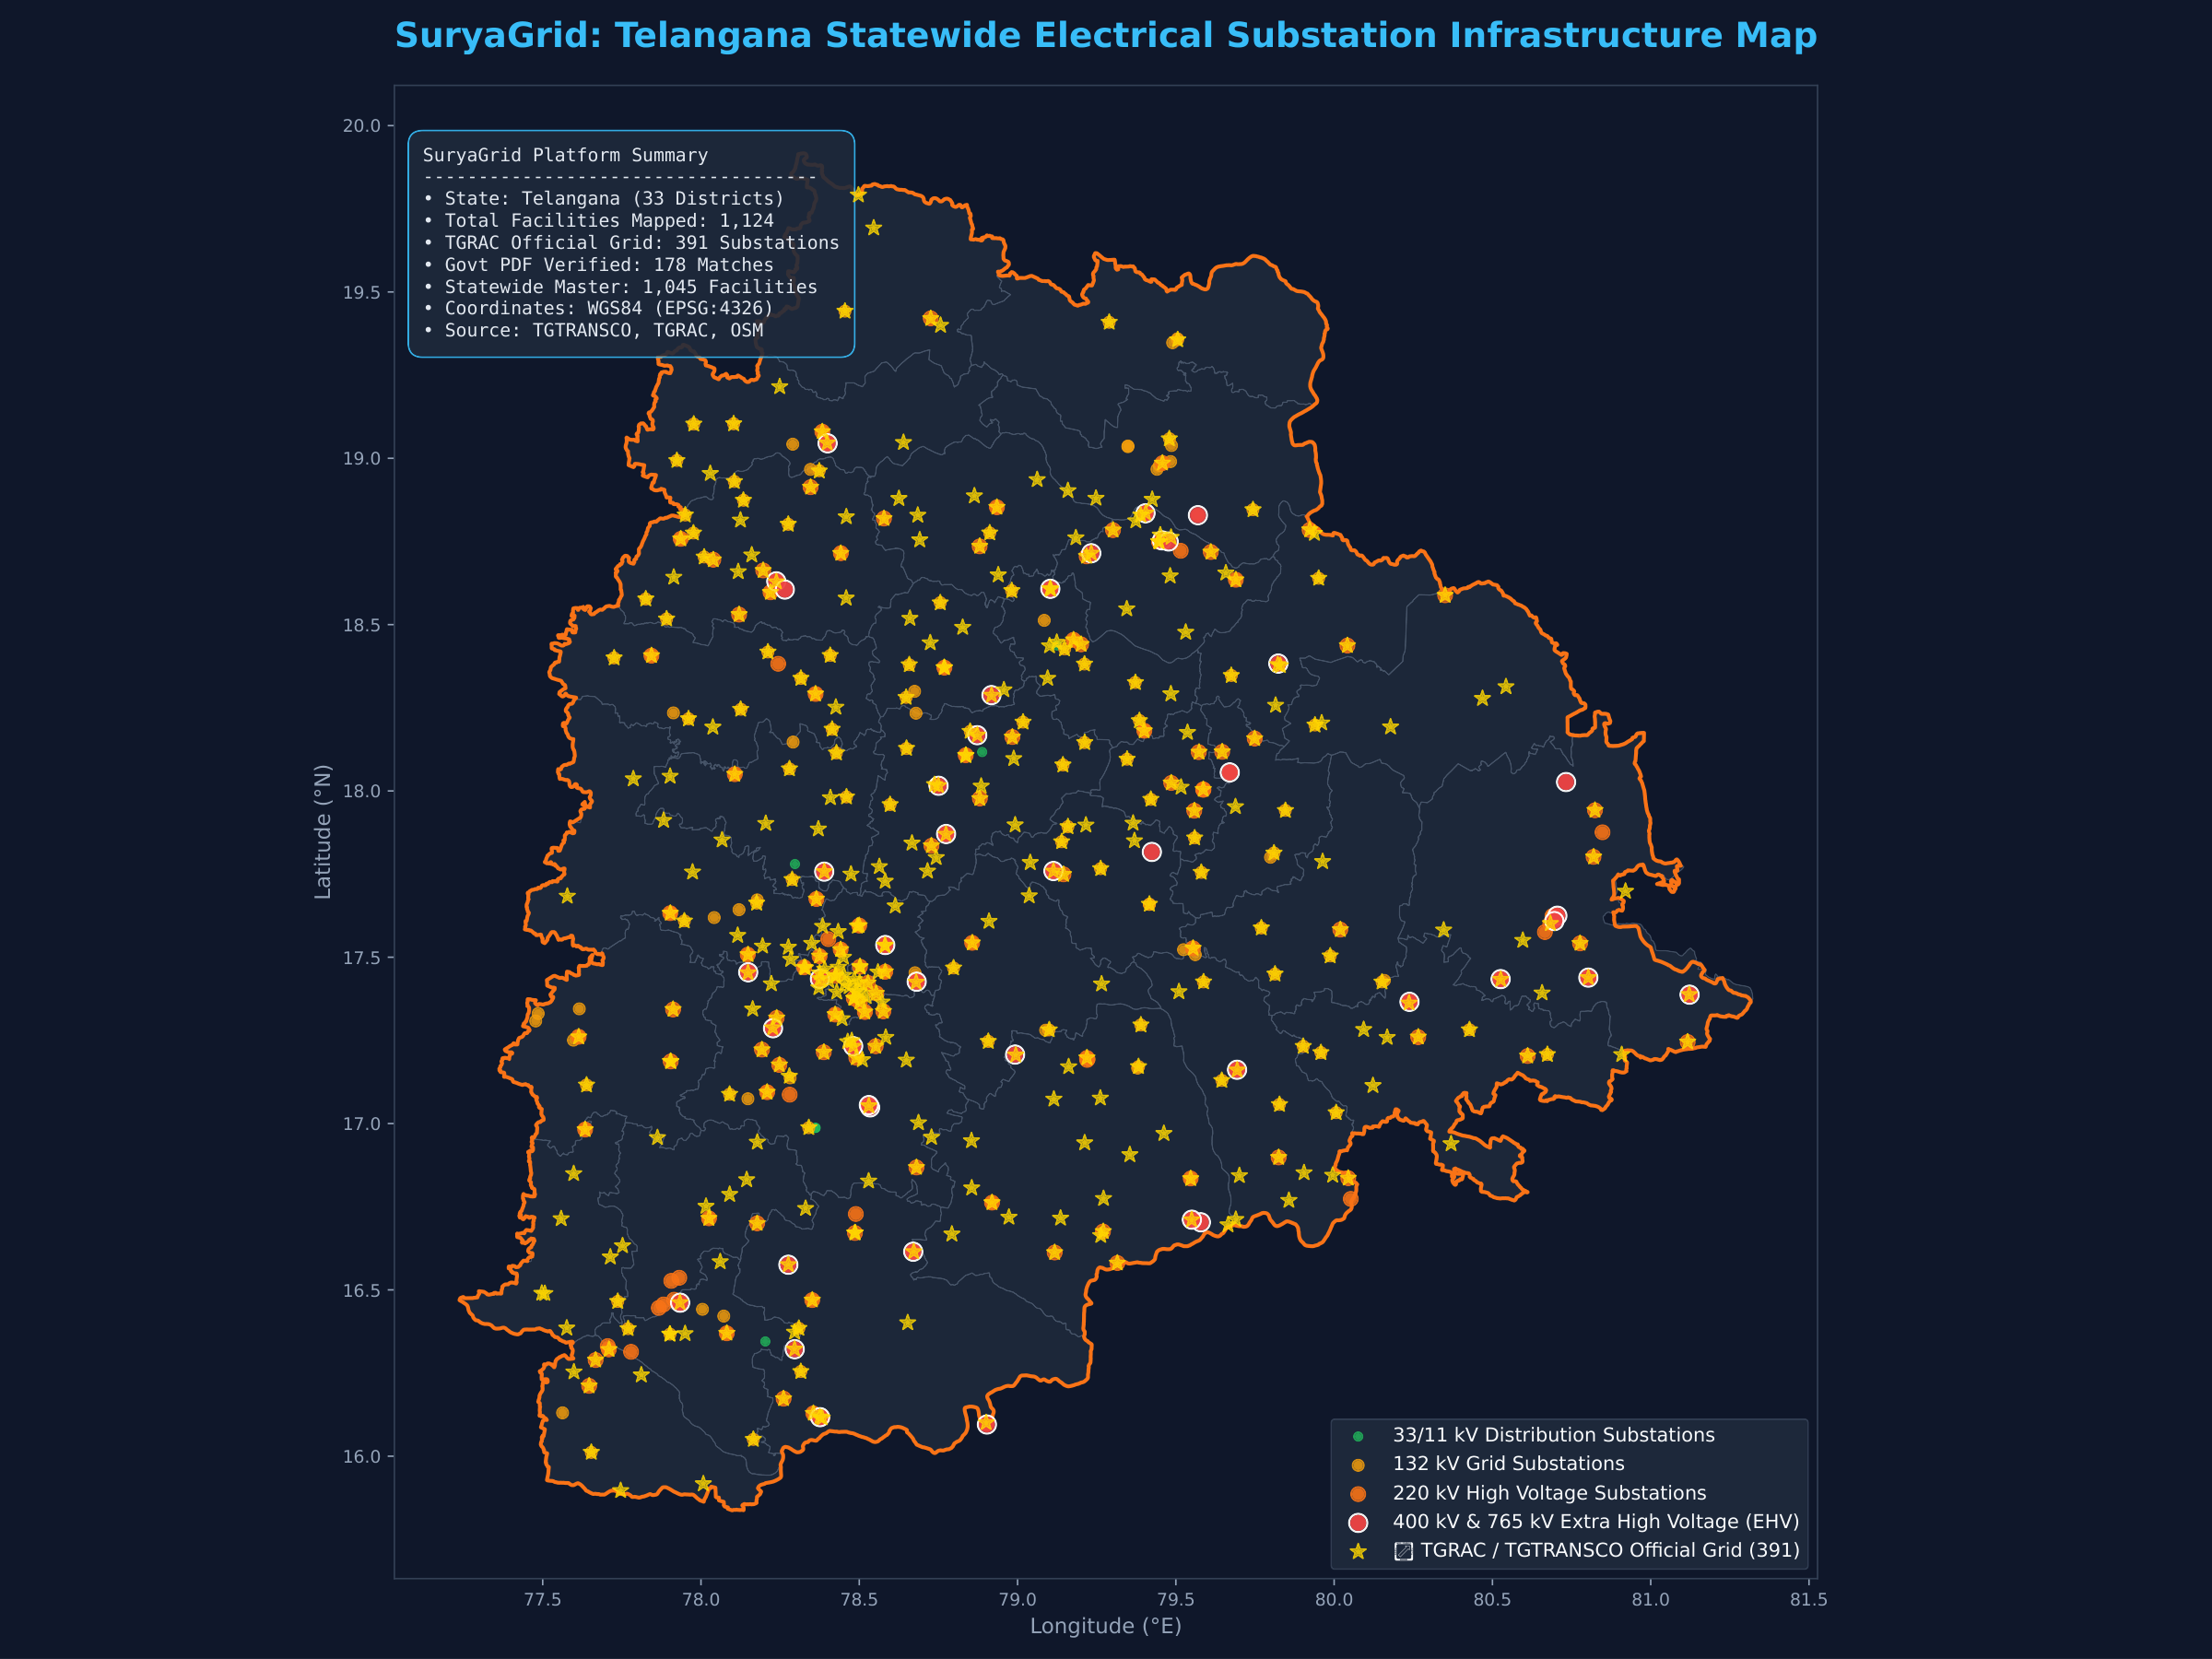 SuryaGrid: Telangana Statewide Electrical Substation Infrastructure Map
20.0
19.5
19.0
18.5
18.0
17.5
17.0
16.5
16.0
Latitude (°N)
SuryaGrid Platform Summary
------------------------------------
• State: Telangana (33 Districts)
• Total Facilities Mapped: 1,124
• TGRAC Official Grid: 391 Substations
• Govt PDF Verified: 178 Matches
• Statewide Master: 1,045 Facilities
• Coordinates: WGS84 (EPSG:4326)
• Source: TGTRANSCO, TGRAC, OSM
33/11 kV Distribution Substations
132 kV Grid Substations
220 kV High Voltage Substations
400 kV & 765 kV Extra High Voltage (EHV)
TGRAC / TGTRANSCO Official Grid (391)
77.5 78.0 78.5 79.0 79.5 80.0 80.5 81.0 81.5
Longitude (°E)